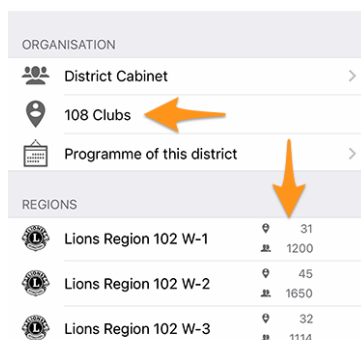 ORGANISATION
District Cabinet
108 Clubs
Programme of this district
REGIONS
Lions Region 102 W-1 31
1200
Lions Region 102 W-2 45
1650
Lions Region 102 W-3 32
1114